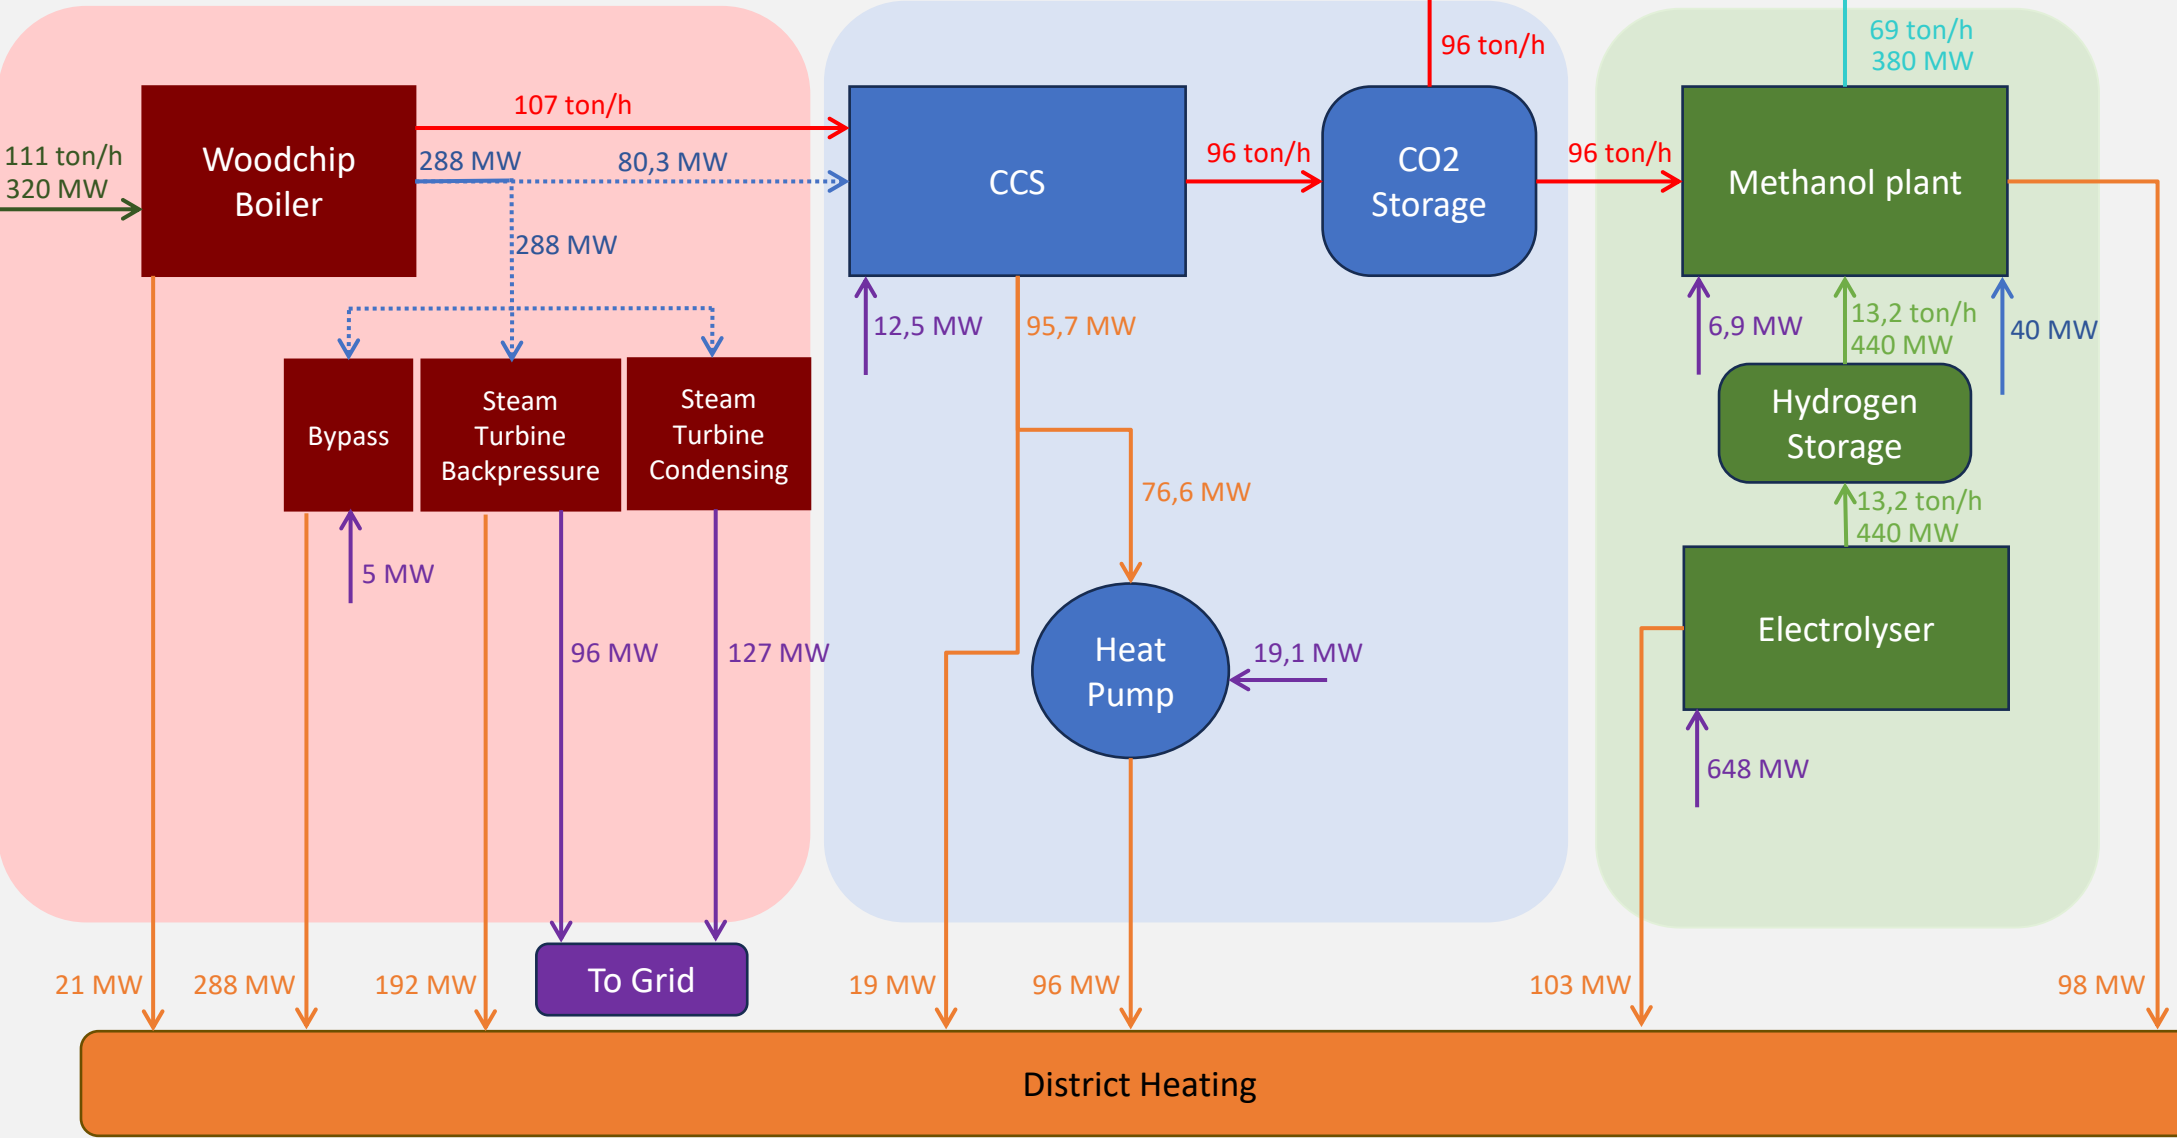 96 ton/h
69 ton/h
380 MW
107 ton/h
111 ton/h
320 MW
Woodchip
Boiler
288 MW
80,3 MW
288 MW
CCS
96 ton/h
CO2
Storage
96 ton/h
Methanol plant
12,5 MW
95,7 MW
6,9 MW
13,2 ton/h
440 MW
40 MW
Bypass
Steam
Turbine
Backpressure
Steam
Turbine
Condensing
Hydrogen
Storage
76,6 MW
13,2 ton/h
440 MW
5 MW
96 MW
127 MW
Heat
Pump
19,1 MW
Electrolyser
648 MW
To Grid
21 MW
288 MW
192 MW
19 MW
96 MW
103 MW
98 MW
District Heating